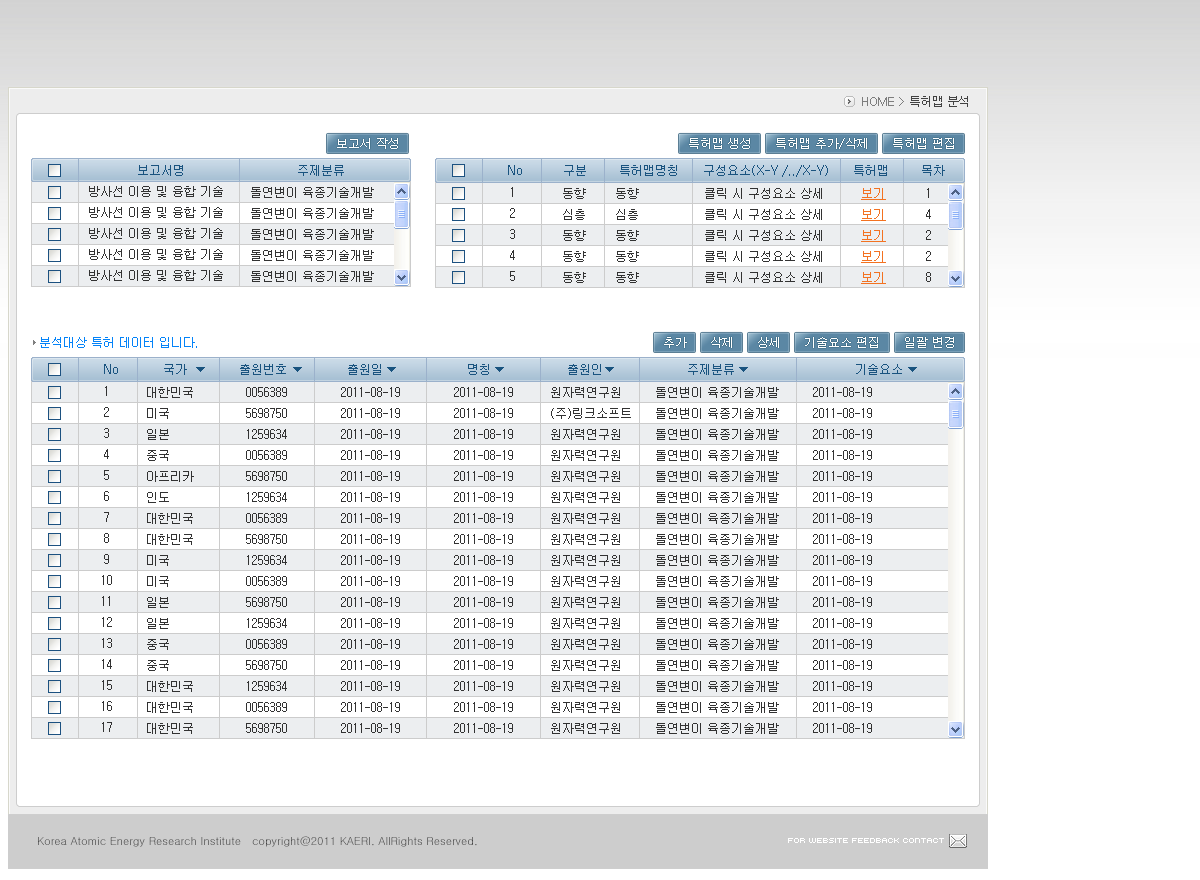 HOME > 특허맵 분석
보고서 작성
보고서명 주제분류
방사선 이용 및 융합 기술 돌연변이 육종기술개발
방사선 이용 및 융합 기술 돌연변이 육종기술개발
방사선 이용 및 융합 기술 돌연변이 육종기술개발
방사선 이용 및 융합 기술 돌연변이 육종기술개발
방사선 이용 및 융합 기술 돌연변이 육종기술개발
특허맵 생성 특허맵 추가/삭제 특허맵 편집
No 구분 특허맵명칭 구성요소(X-Y /../X-Y) 특허맵 목차
1 동향 동향 클릭 시 구성요소 상세 보기 1
2 심층 심층 클릭 시 구성요소 상세 보기 4
3 동향 동향 클릭 시 구성요소 상세 보기 2
4 동향 동향 클릭 시 구성요소 상세 보기 2
5 동향 동향 클릭 시 구성요소 상세 보기 8
분석대상 특허 데이터 입니다.
추가 삭제 상세 기술요소 편집 일괄 변경
No 국가 출원번호 출원일 명칭 출원인 주제분류 기술요소
1 대한민국 0056389 2011-08-19 2011-08-19 원자력연구원 돌연변이 육종기술개발 2011-08-19
2 미국 5698750 2011-08-19 2011-08-19 (주)링크소프트 돌연변이 육종기술개발 2011-08-19
3 일본 1259634 2011-08-19 2011-08-19 원자력연구원 돌연변이 육종기술개발 2011-08-19
4 중국 0056389 2011-08-19 2011-08-19 원자력연구원 돌연변이 육종기술개발 2011-08-19
5 아프리카 5698750 2011-08-19 2011-08-19 원자력연구원 돌연변이 육종기술개발 2011-08-19
6 인도 1259634 2011-08-19 2011-08-19 원자력연구원 돌연변이 육종기술개발 2011-08-19
7 대한민국 0056389 2011-08-19 2011-08-19 원자력연구원 돌연변이 육종기술개발 2011-08-19
8 대한민국 5698750 2011-08-19 2011-08-19 원자력연구원 돌연변이 육종기술개발 2011-08-19
9 미국 1259634 2011-08-19 2011-08-19 원자력연구원 돌연변이 육종기술개발 2011-08-19
10 미국 0056389 2011-08-19 2011-08-19 원자력연구원 돌연변이 육종기술개발 2011-08-19
11 일본 5698750 2011-08-19 2011-08-19 원자력연구원 돌연변이 육종기술개발 2011-08-19
12 일본 1259634 2011-08-19 2011-08-19 원자력연구원 돌연변이 육종기술개발 2011-08-19
13 중국 0056389 2011-08-19 2011-08-19 원자력연구원 돌연변이 육종기술개발 2011-08-19
14 중국 5698750 2011-08-19 2011-08-19 원자력연구원 돌연변이 육종기술개발 2011-08-19
15 대한민국 1259634 2011-08-19 2011-08-19 원자력연구원 돌연변이 육종기술개발 2011-08-19
16 대한민국 0056389 2011-08-19 2011-08-19 원자력연구원 돌연변이 육종기술개발 2011-08-19
17 대한민국 5698750 2011-08-19 2011-08-19 원자력연구원 돌연변이 육종기술개발 2011-08-19
Korea Atomic Energy Research Institute copyright©2011 KAERI. AllRights Reserved.
FOR WEBSITE FEEDBACK CONTACT